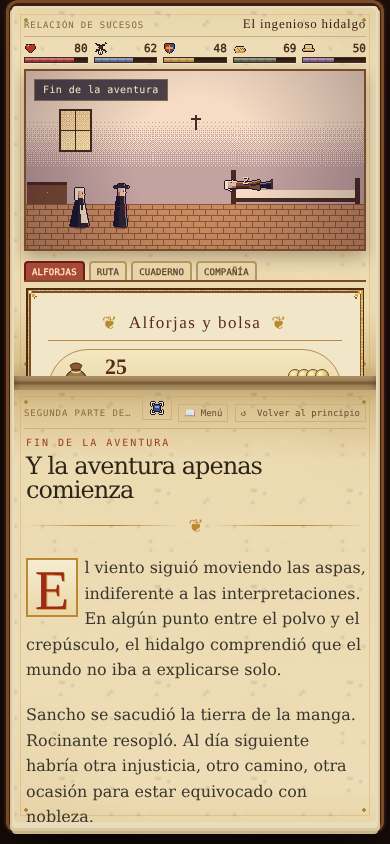 RELACIÓN DE SUCESOS
El ingenioso hidalgo
80 62 48 69 50
Fin de la aventura
ALFORJAS RUTA CUADERNO COMPAÑÍA
Alforjas y bolsa
25
SEGUNDA PARTE DE… Menú ↺ Volver al principio
FIN DE LA AVENTURA
Y la aventura apenas
comienza
El viento siguió moviendo las aspas,
indiferente a las interpretaciones.
En algún punto entre el polvo y el
crepúsculo, el hidalgo comprendió que el
mundo no iba a explicarse solo.
Sancho se sacudió la tierra de la manga.
Rocinante resopló. Al día siguiente
habría otra injusticia, otro camino, otra
ocasión para estar equivocado con
nobleza.